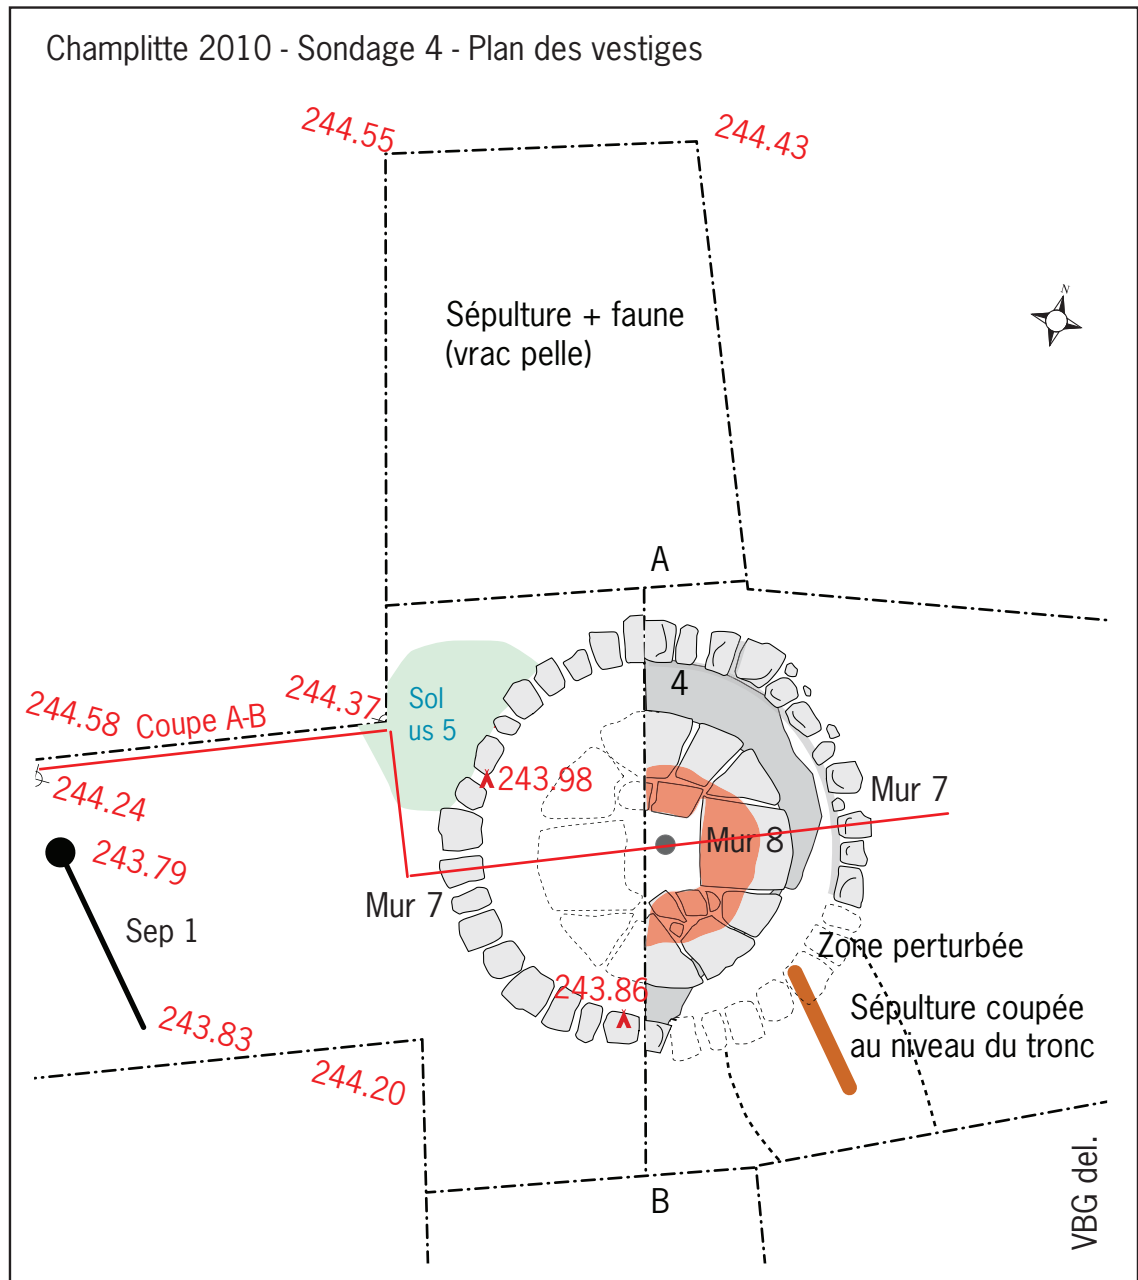 Champlitte 2010 - Sondage 4 - Plan des vestiges
244.55
244.43
N
Sépulture + faune
(vrac pelle)
A
4
244.37
Sol
us 5
244.58
Coupe A-B
243.98
244.24
Mur 7
Mur 8
243.79
Mur 7
Sep 1
Zone perturbée
243.86
Sépulture coupée
au niveau du tronc
243.83
244.20
B
VBG del.